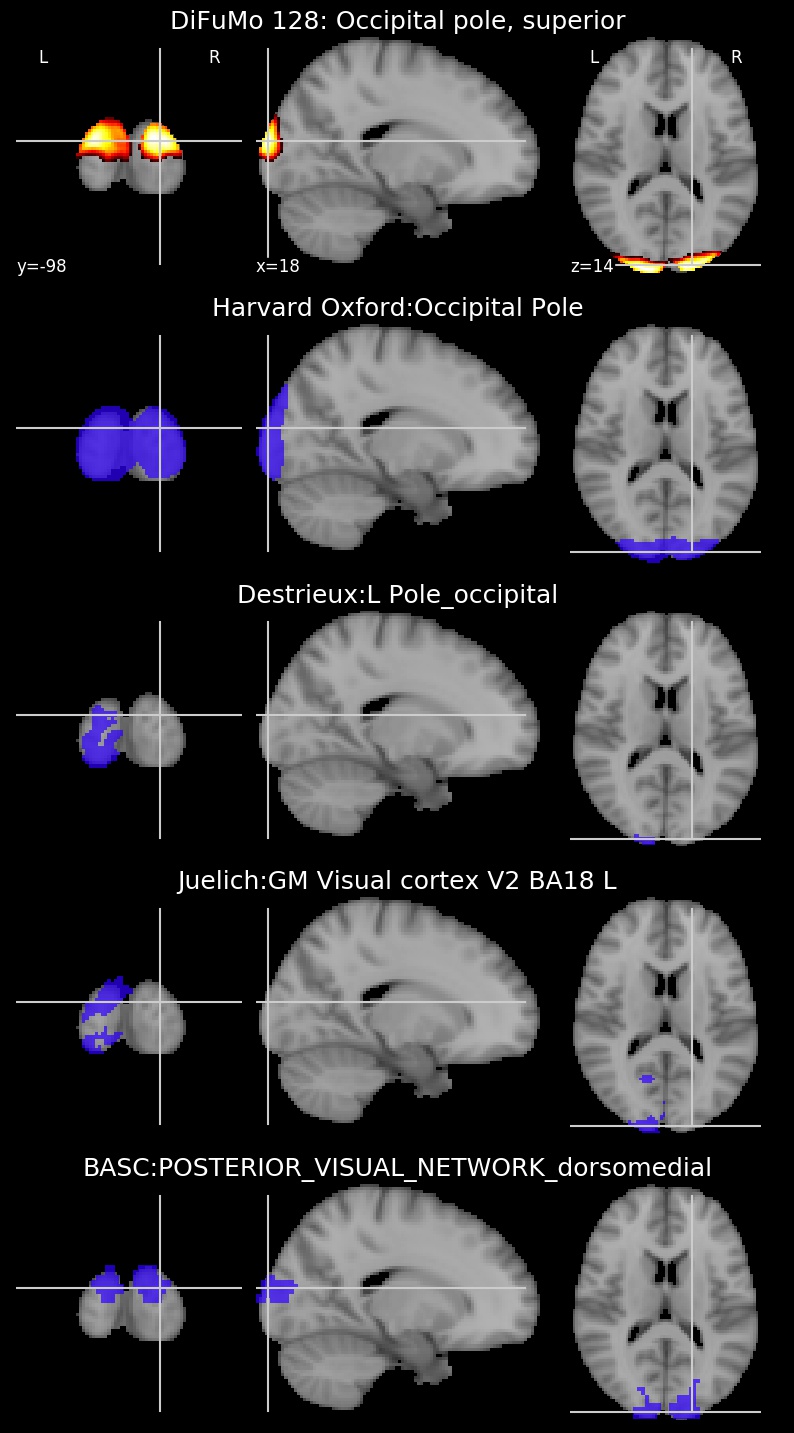 DiFuMo 128: Occipital pole, superior
L R L R
y=-98 x=18 z=14
Harvard Oxford:Occipital Pole
Destrieux:L Pole_occipital
Juelich:GM Visual cortex V2 BA18 L
BASC:POSTERIOR_VISUAL_NETWORK_dorsomedial